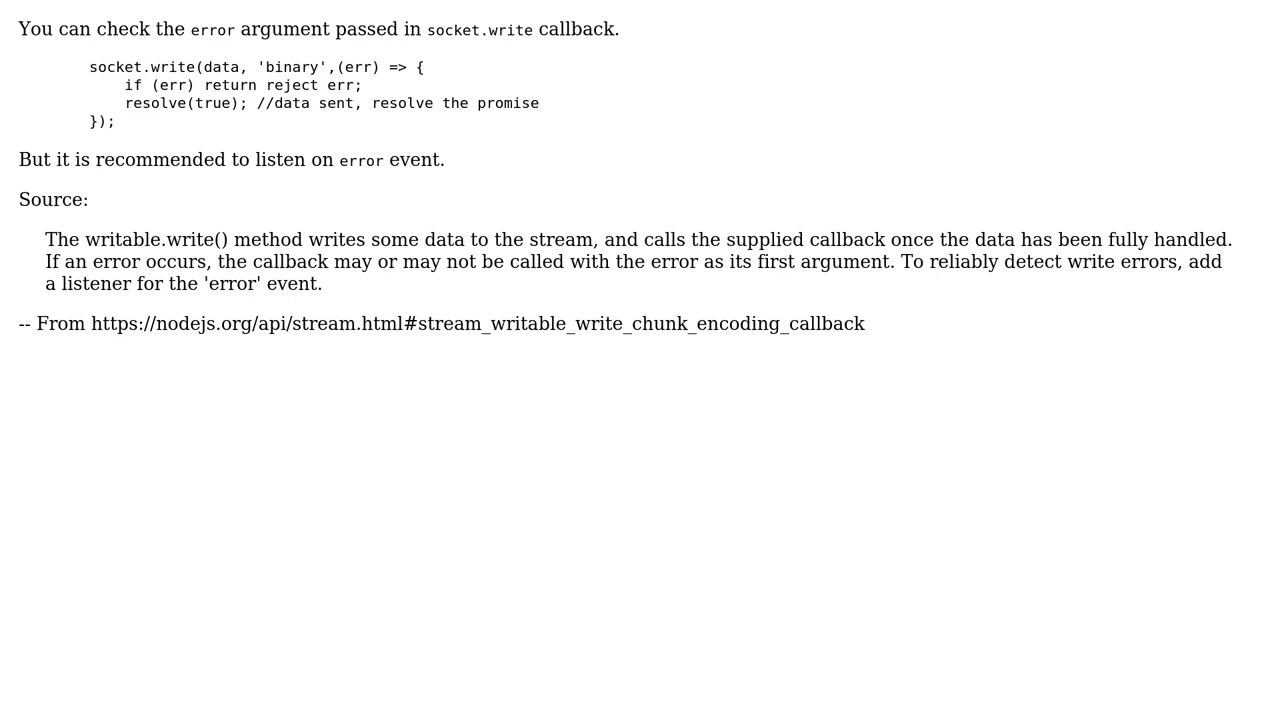 You can check the error argument passed in socket.write callback.
socket.write(data, 'binary',(err) => {
if (err) return reject err;
resolve(true); //data sent, resolve the promise
});
But it is recommended to listen on error event.
Source:
The writable.write() method writes some data to the stream, and calls the supplied callback once the data has been fully handled.
If an error occurs, the callback may or may not be called with the error as its first argument. To reliably detect write errors, add
a listener for the 'error' event.
-- From https://nodejs.org/api/stream.html#stream_writable_write_chunk_encoding_callback